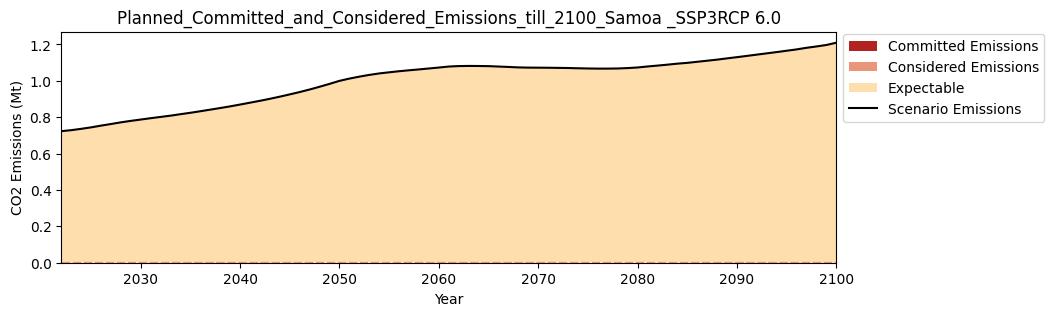 Planned_Committed_and_Considered_Emissions_till_2100_Samoa _SSP3RCP 6.0
1.2
1.0
0.8
0.6
0.4
0.2
0.0
CO2 Emissions (Mt)
2030 2040 2050 2060 2070 2080 2090 2100
Year
Committed Emissions
Considered Emissions
Expectable
Scenario Emissions